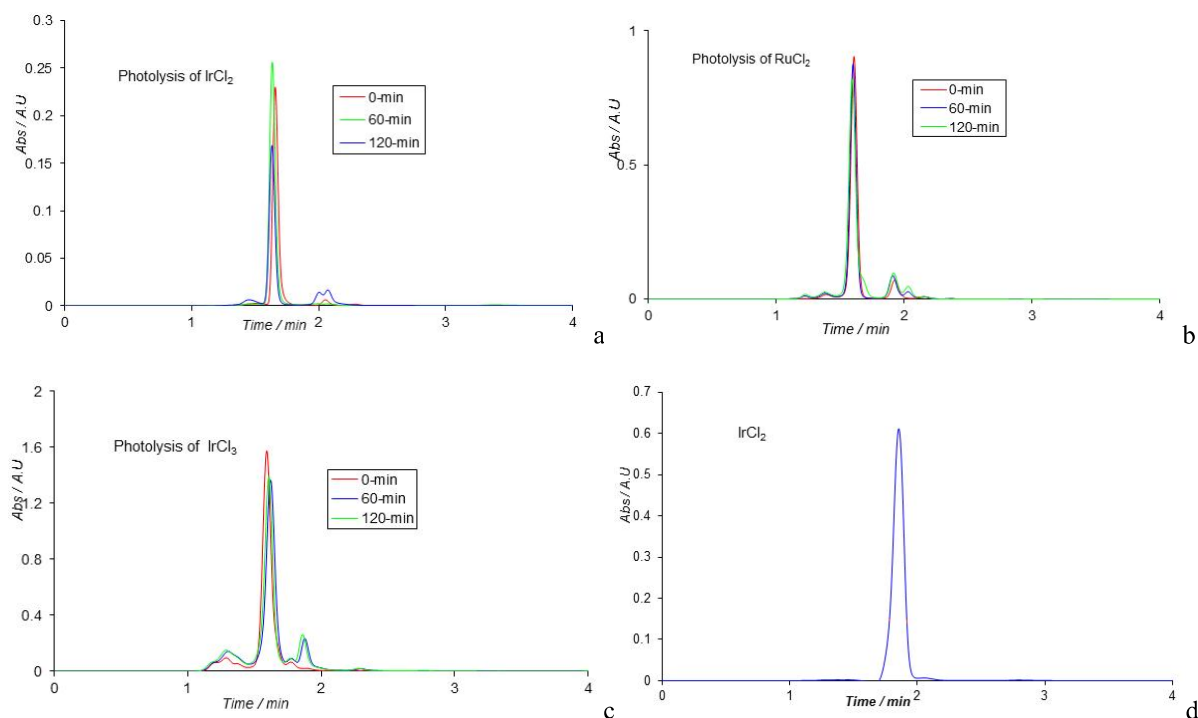 0.3
0.25
0.2
0.15
0.1
0.05
0
Abs / A.U
Photolysis of IrCl₂
0-min
60-min
120-min
0 1 2 3 4
Time / min
a
1
0.5
0
Abs / A.U
Photolysis of RuCl₂
0-min
60-min
120-min
0 1 2 3 4
Time / min
b
2
1.6
1.2
0.8
0.4
0
Abs / A.U
Photolysis of IrCl₃
0-min
60-min
120-min
0 1 2 3 4
Time / min
c
0.7
0.6
0.5
0.4
0.3
0.2
0.1
0
Abs / A.U
IrCl₂
0 1 2 3 4
Time / min
d